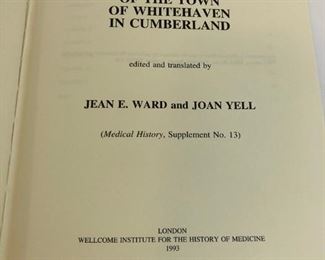 OF THE TOWN
OF WHITEHAVEN
IN CUMBERLAND
edited and translated by
JEAN E. WARD and JOAN YELL
(Medical History, Supplement No. 13)
LONDON
WELLCOME INSTITUTE FOR THE HISTORY OF MEDICINE
1993